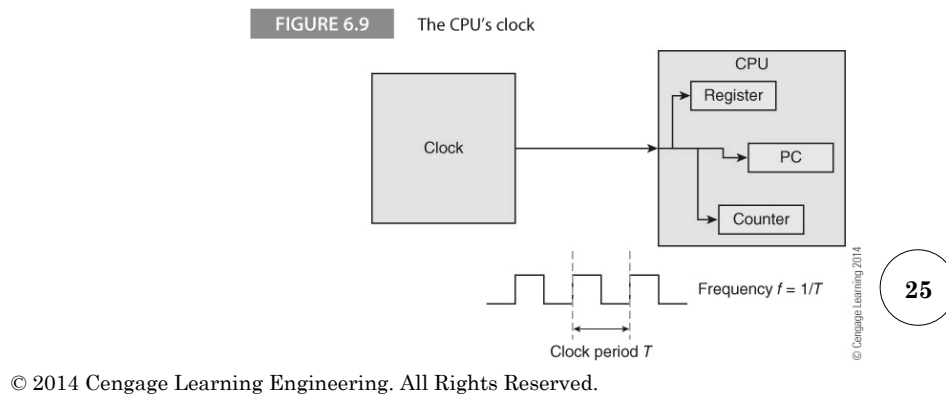 FIGURE 6.9 The CPU's clock
CPU
Register
Clock
PC
Counter
Frequency f = 1/T
Clock period T
© Cengage Learning 2014
25
© 2014 Cengage Learning Engineering. All Rights Reserved.